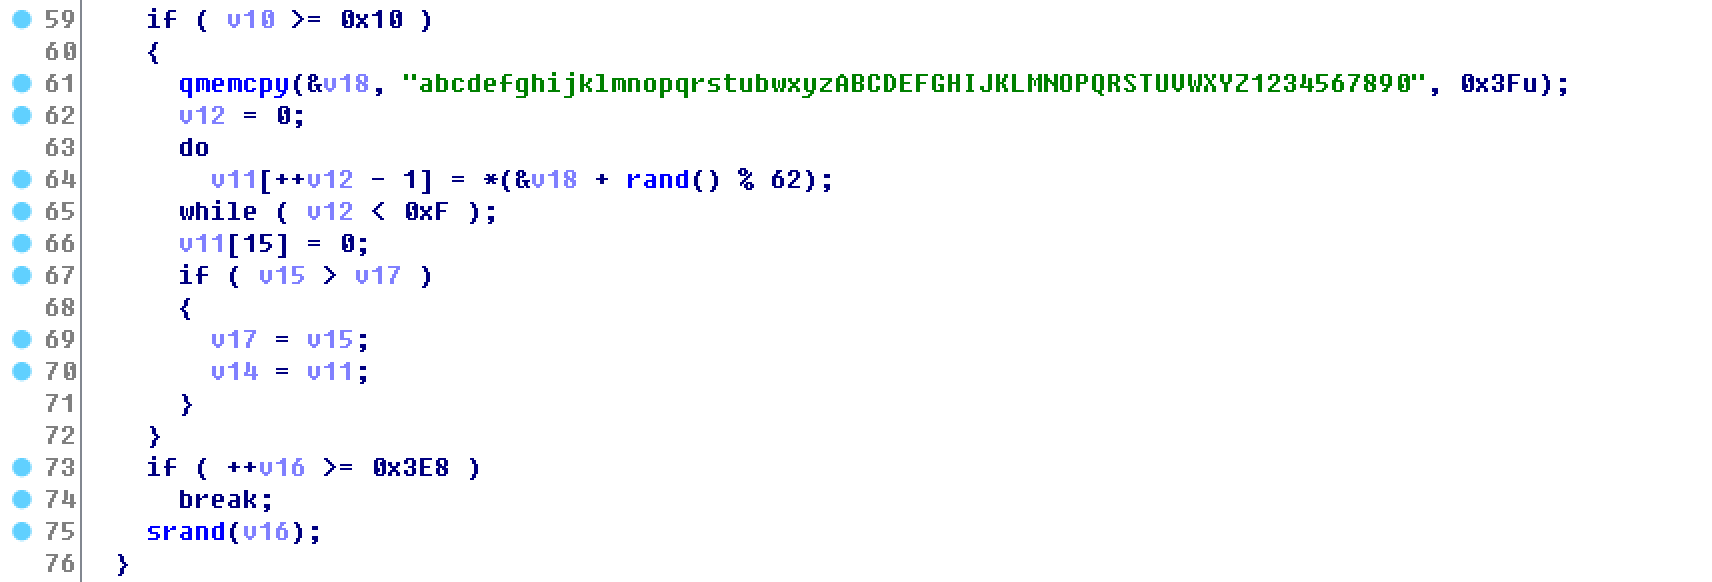 59 if ( v10 >= 0x10 )
60 {
61 qmemcpy(&v18, "abcdefghijklmnopqrstubwxyzABCDEFGHIJKLMNOPQRSTUVWXYZ1234567890", 0x3Fu);
62 v12 = 0;
63 do
64 v11[++v12 - 1] = *(&v18 + rand() % 62);
65 while ( v12 < 0xF );
66 v11[15] = 0;
67 if ( v15 > v17 )
68 {
69 v17 = v15;
70 v14 = v11;
71 }
72 }
73 if ( ++v16 >= 0x3E8 )
74 break;
75 srand(v16);
76 }